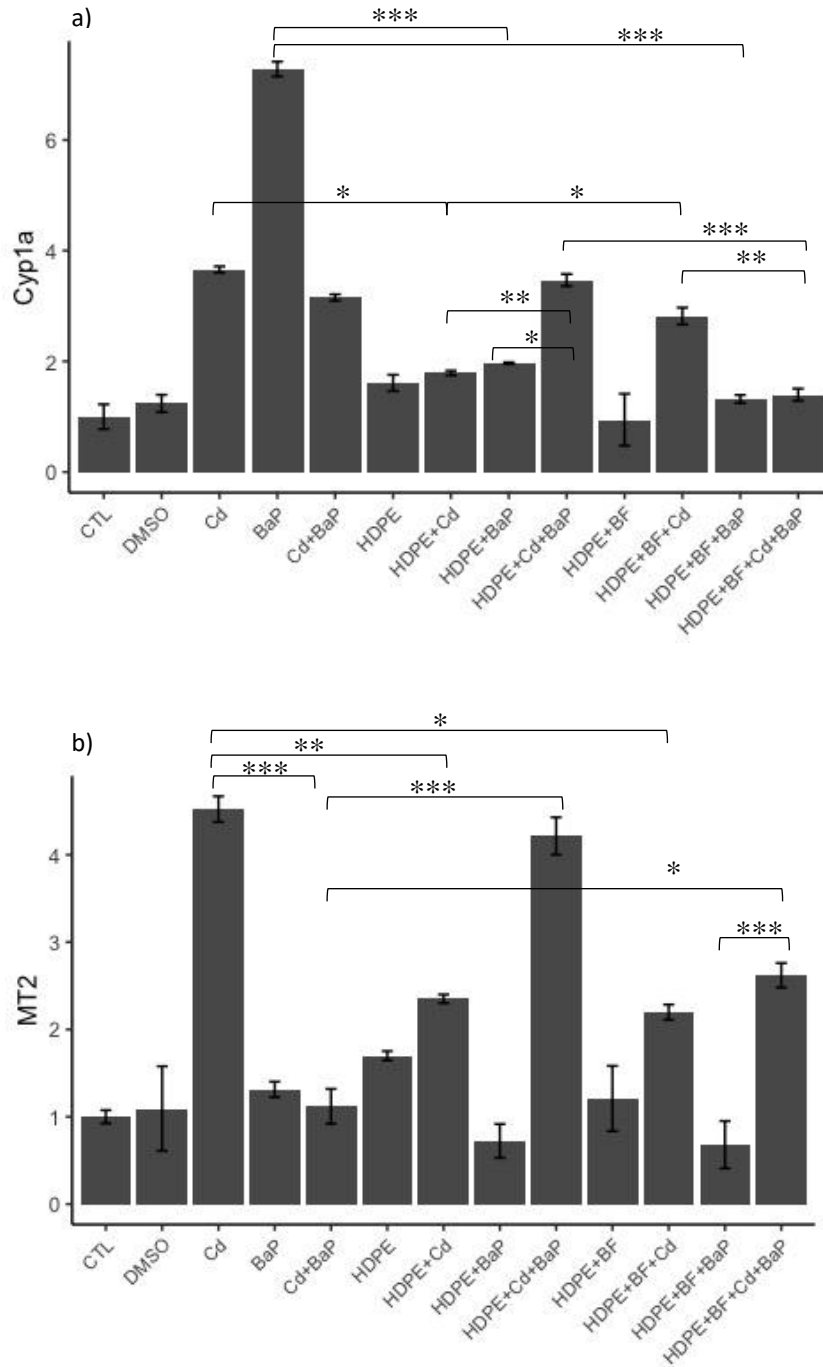 a)
***
***
*
*
***
**
**
*
Cyp1a
6
4
2
0
CTL
DMSO
Cd
BaP
Cd+BaP
HDPE
HDPE+Cd
HDPE+BaP
HDPE+Cd+BaP
HDPE+BF
HDPE+BF+Cd
HDPE+BF+BaP
HDPE+BF+Cd+BaP
b)
*
**
***
***
*
***
MT2
4
3
2
1
0
CTL
DMSO
Cd
BaP
Cd+BaP
HDPE
HDPE+Cd
HDPE+BaP
HDPE+Cd+BaP
HDPE+BF
HDPE+BF+Cd
HDPE+BF+BaP
HDPE+BF+Cd+BaP